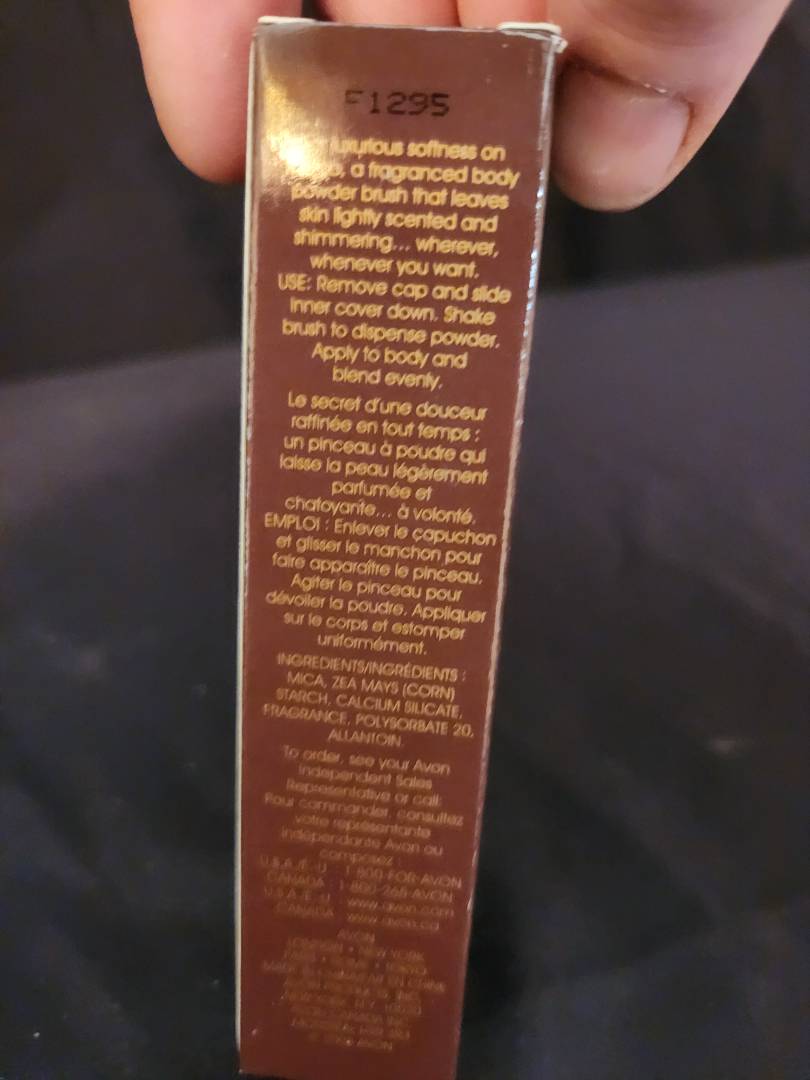 F1295
luxurious softness on
a fragranced body
powder brush that leaves
skin lightly scented and
shimmering... wherever,
whenever you want.
USE: Remove cap and slide
inner cover down. Shake
brush to dispense powder.
Apply to body and
blend evenly.
Le secret d'une douceur
raffinée en tout temps :
un pinceau à poudre qui
laisse la peau légèrement
parfumée et
chatoyante... à volonté.
EMPLOI : Enlever le capuchon
et glisser le manchon pour
faire apparaître le pinceau.
Agiter le pinceau pour
dévoiler la poudre. Appliquer
sur le corps et estomper
uniformément.
INGREDIENTS/INGRÉDIENTS :
MICA, ZEA MAYS (CORN)
STARCH, CALCIUM SILICATE,
FRAGRANCE, POLYSORBATE 20,
ALLANTOIN.
To order, see your Avon
Independent Sales
Representative or call:
Pour commander, consultez
votre représentante
indépendante Avon ou
composez :
U.S.A./É.-U. 1-800-FOR-AVON
CANADA 1-800-265-AVON
U.S.A./É.-U. www.avon.com
CANADA www.avon.ca
AVON
LONDON • NEW YORK
TOKYO
AVON